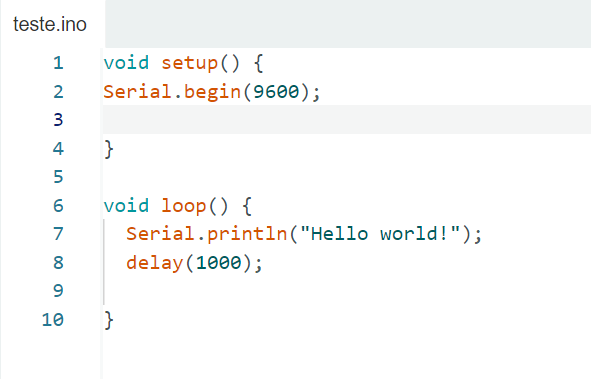 teste.ino
1 void setup() {
2 Serial.begin(9600);
3
4 }
5
6 void loop() {
7   Serial.println("Hello world!");
8   delay(1000);
9
10 }